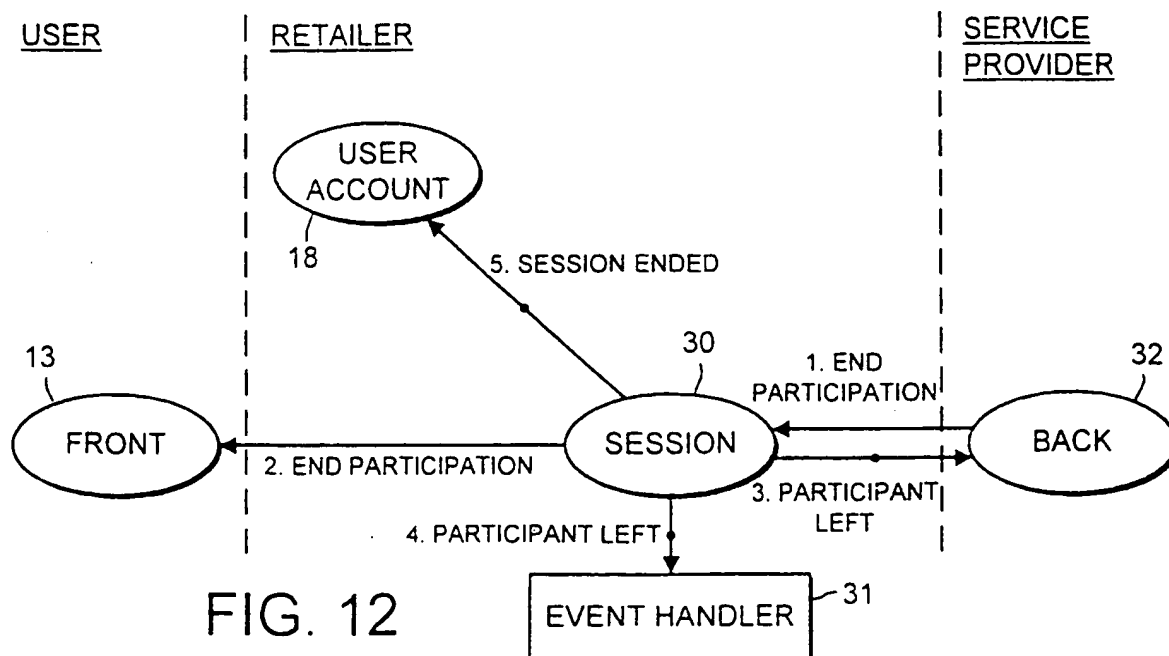 USER
RETAILER
SERVICE
PROVIDER
USER
ACCOUNT
18
5. SESSION ENDED
13
30
1. END
PARTICIPATION
32
FRONT
SESSION
BACK
2. END PARTICIPATION
3. PARTICIPANT
LEFT
4. PARTICIPANT LEFT
FIG. 12
EVENT HANDLER
31